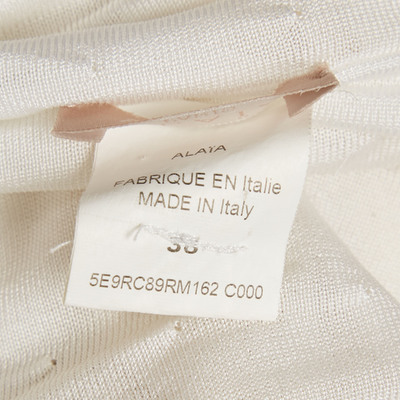 ALAÏA
FABRIQUE EN Italie
MADE IN Italy
38
5E9RC89RM162 C000